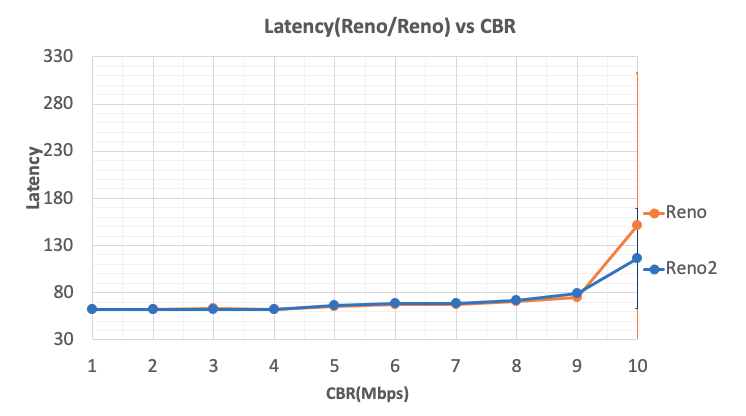 Latency(Reno/Reno) vs CBR
330
280
230
180
130
80
30
Latency
1 2 3 4 5 6 7 8 9 10
CBR(Mbps)
Reno
Reno2